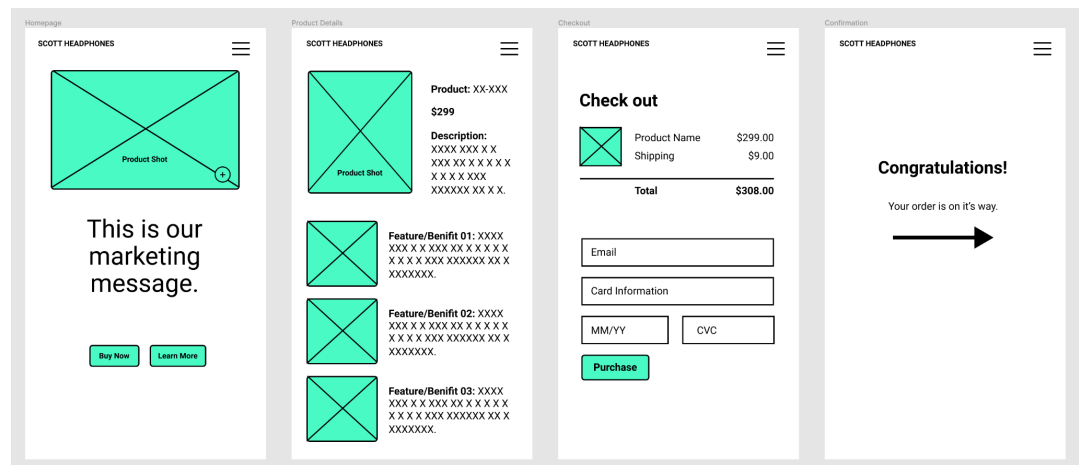 Homepage
SCOTT HEADPHONES
Product Shot
+
This is our
marketing
message.
Buy Now
Learn More
Product Details
SCOTT HEADPHONES
Product Shot
Product: XX-XXX
$299
Description:
XXXX XXX X X
XXX XX X X X X X
X X X X XXX
XXXXXX XX X X.
Feature/Benifit 01: XXXX
XXX X X XXX XX X X X X X
X X X X XXX XXXXXX XX X
XXXXXXX.
Feature/Benifit 02: XXXX
XXX X X XXX XX X X X X X
X X X X XXX XXXXXX XX X
XXXXXXX.
Feature/Benifit 03: XXXX
XXX X X XXX XX X X X X X
X X X X XXX XXXXXX XX X
XXXXXXX.
Checkout
SCOTT HEADPHONES
Check out
Product Name $299.00
Shipping $9.00
Total $308.00
Email
Card Information
MM/YY
CVC
Purchase
Confirmation
SCOTT HEADPHONES
Congratulations!
Your order is on it's way.